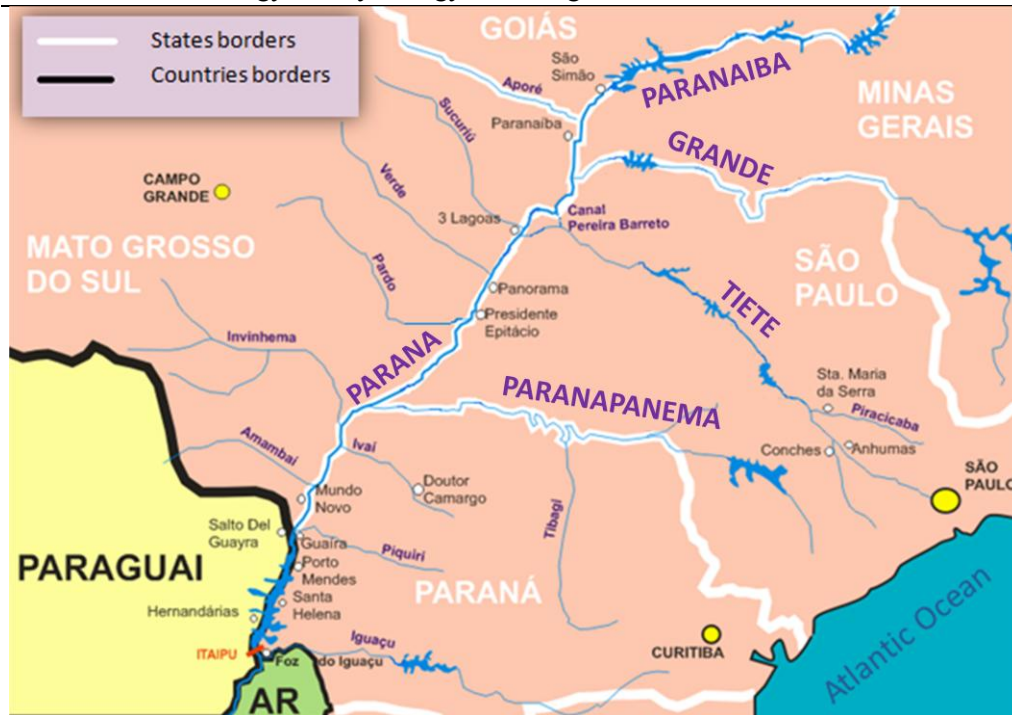 States borders
Countries borders
GOIÁS
São
Simão
PARANAIBA
MINAS
GERAIS
Aporé
Sucuriú
Paranaíba
GRANDE
Verde
CAMPO
GRANDE
3 Lagoas
Canal
Pereira Barreto
MATO GROSSO
DO SUL
SÃO
PAULO
Pardo
Panorama
TIETE
Presidente
Epitácio
Invinhema
PARANA
PARANAPANEMA
Sta. Maria
da Serra
Piracicaba
Amambai
Ivaí
Conches
Anhumas
Doutor
Camargo
SÃO
PAULO
Mundo
Novo
Tibagi
Salto Del
Guayra
Guaíra
Piquiri
PARAGUAI
Porto
Mendes
PARANÁ
Santa
Helena
Hernandárias
Atlantic Ocean
Iguaçu
ITAIPU
Foz do Iguaçu
CURITIBA
AR